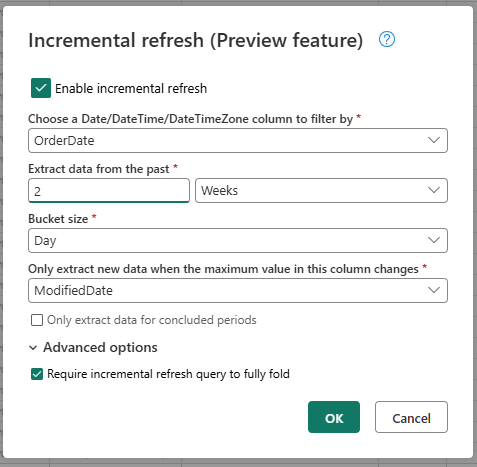 Incremental refresh (Preview feature) ?
Enable incremental refresh
Choose a Date/DateTime/DateTimeZone column to filter by *
OrderDate
Extract data from the past *
2 Weeks
Bucket size *
Day
Only extract new data when the maximum value in this column changes *
ModifiedDate
Only extract data for concluded periods
Advanced options
Require incremental refresh query to fully fold
OK Cancel